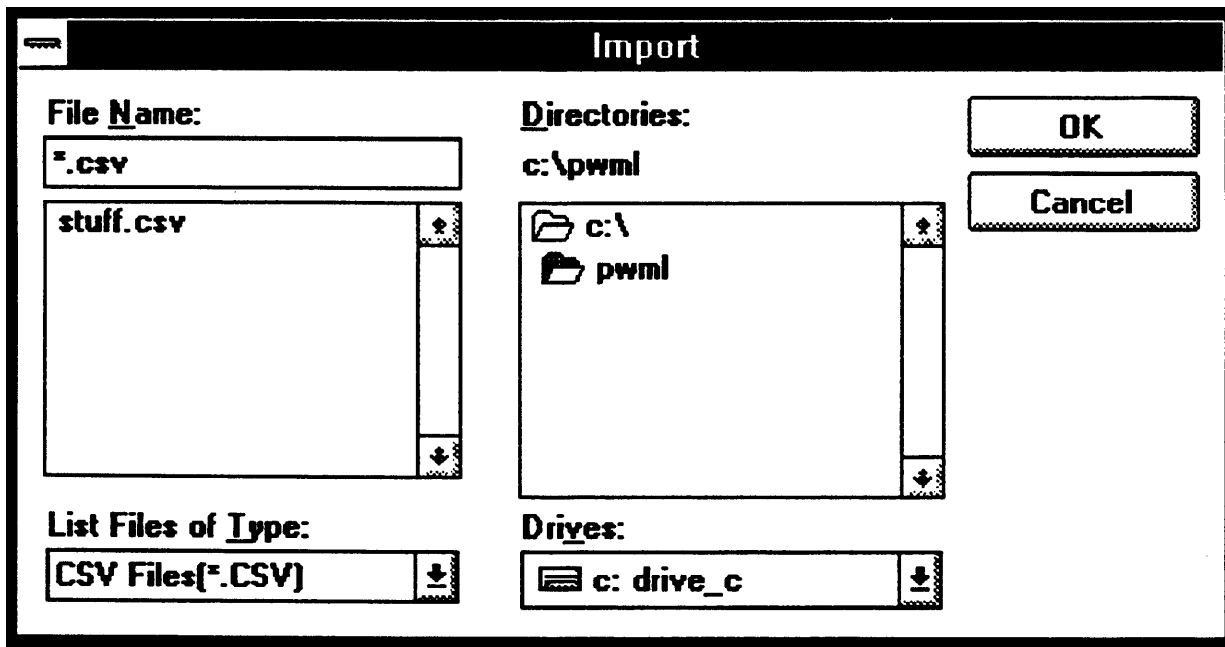 Import
File Name:
*.csv
stuff.csv
List Files of Type:
CSV Files(*.CSV)
Directories:
c:\pwml
c:\
pwml
Drives:
c: drive_c
OK
Cancel